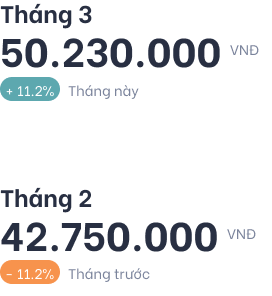 Tháng 3
50.230.000 VNĐ
+ 11.2% Tháng này
Tháng 2
42.750.000 VNĐ
– 11.2% Tháng trước